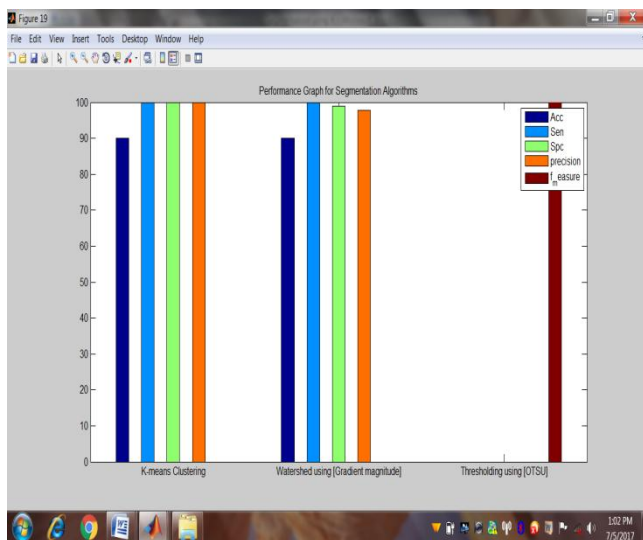 Figure 19
File Edit View Insert Tools Desktop Window Help
Performance Graph for Segmentation Algorithms
100
90
80
70
60
50
40
30
20
10
0
Acc
Sen
Spc
precision
f_measure
K-means Clustering
Watershed using [Gradient magnitude]
Thresholding using [OTSU]
1:02 PM
7/5/2017